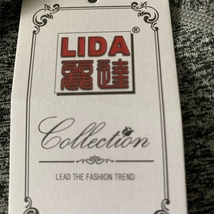 LIDA®
麗達
Collection
LEAD THE FASHION TREND